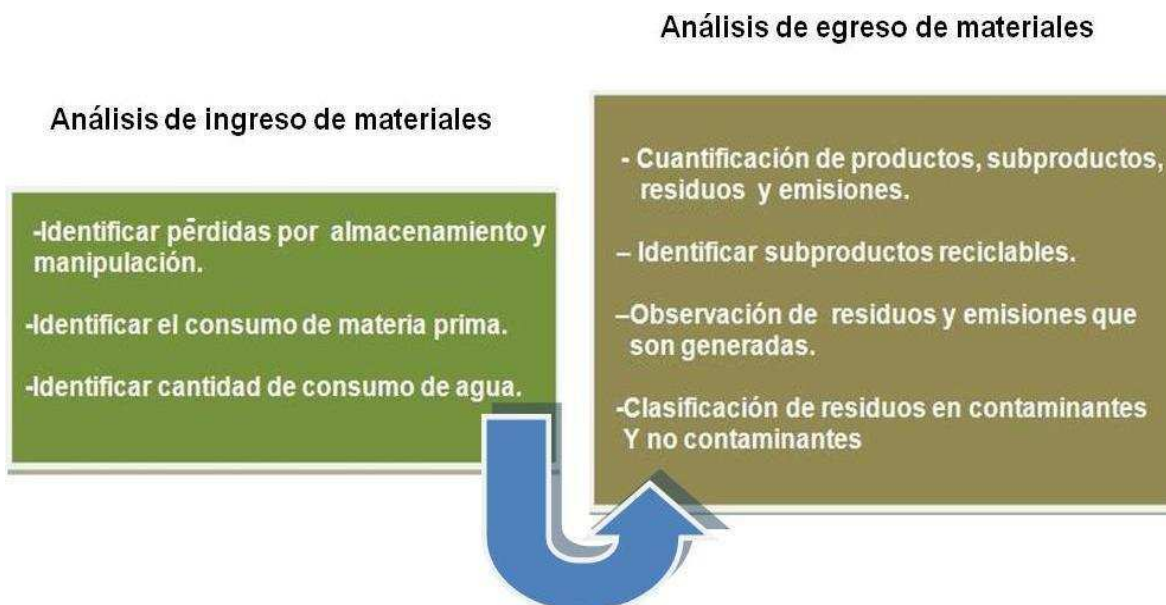 Análisis de egreso de materiales
Análisis de ingreso de materiales
-Identificar pérdidas por almacenamiento y
manipulación.
-Identificar el consumo de materia prima.
-Identificar cantidad de consumo de agua.
- Cuantificación de productos, subproductos,
residuos y emisiones.
– Identificar subproductos reciclables.
–Observación de residuos y emisiones que
son generadas.
-Clasificación de residuos en contaminantes
Y no contaminantes